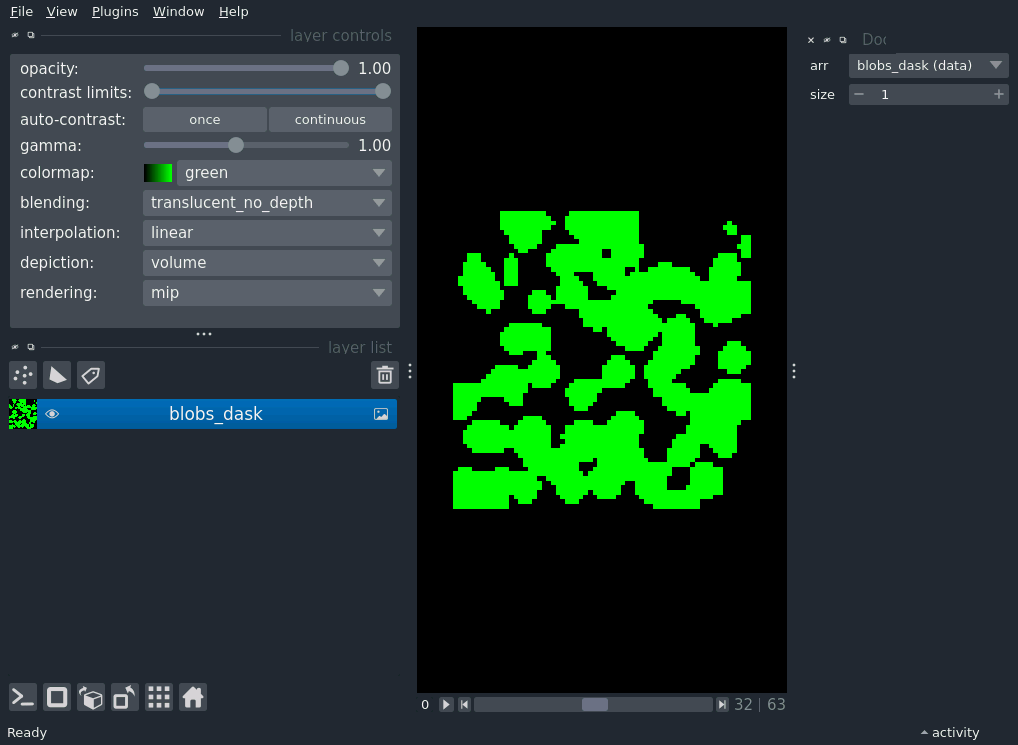 File View Plugins Window Help
layer controls
opacity: 1.00
contrast limits:
auto-contrast: once continuous
gamma: 1.00
colormap: green
blending: translucent_no_depth
interpolation: linear
depiction: volume
rendering: mip
layer list
blobs_dask
0 32 | 63
Doc
arr blobs_dask (data)
size 1
Ready
activity